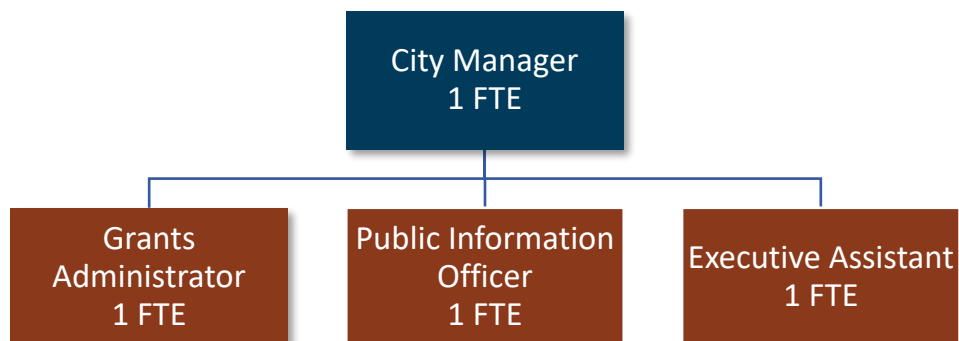 City Manager
1 FTE
Grants
Administrator
1 FTE
Public Information
Officer
1 FTE
Executive Assistant
1 FTE